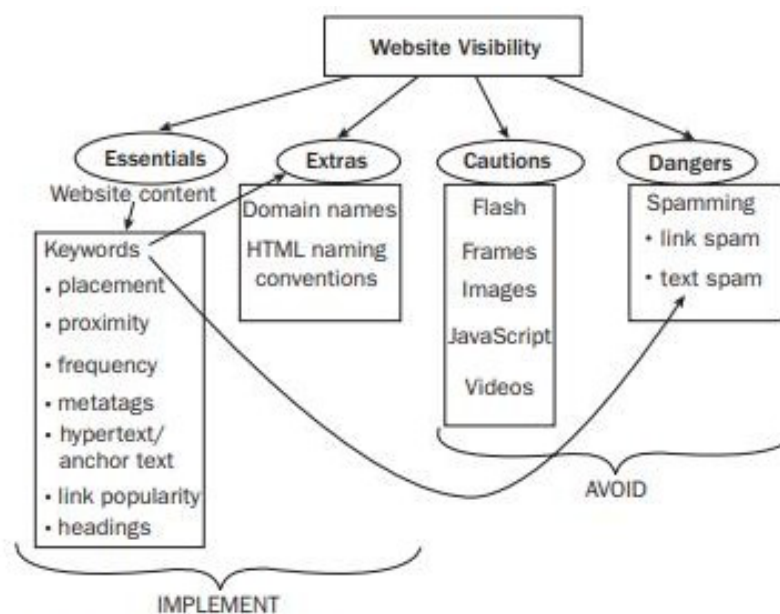 Website Visibility
Essentials
Website content
Keywords
• placement
• proximity
• frequency
• metatags
• hypertext/
anchor text
• link popularity
• headings
Extras
Domain names
HTML naming
conventions
Cautions
Flash
Frames
Images
JavaScript
Videos
Dangers
Spamming
• link spam
• text spam
AVOID
IMPLEMENT